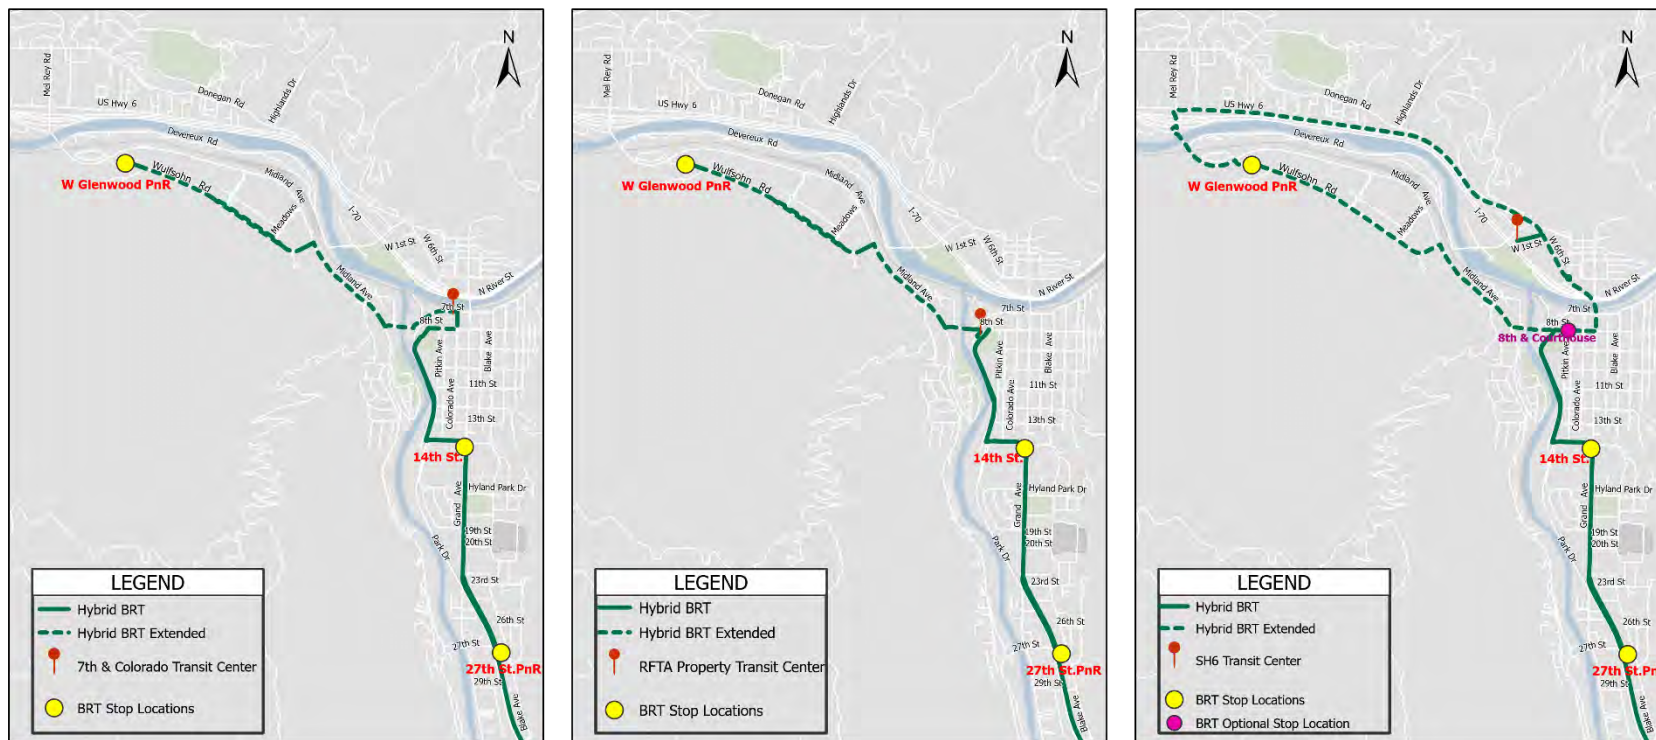 N
Mel Rey Rd
Donegan Rd
Highlands Dr
US Hwy 6
Devereux Rd
W Glenwood PnR
Wulfsohn Rd
Midland Ave
Meadows
I-70
W 1st St
W 6th St
Midland Ave
N River St
7th St
8th St
Pitkin Ave
Blake Ave
11th St
Colorado Ave
13th St
14th St.
Hyland Park Dr
Grand Ave
19th St
20th St
Park Dr
23rd St
26th St
27th St
27th St.PnR
29th St
Blake Ave
LEGEND
Hybrid BRT
Hybrid BRT Extended
7th & Colorado Transit Center
BRT Stop Locations
N
Mel Rey Rd
Donegan Rd
Highlands Dr
US Hwy 6
Devereux Rd
W Glenwood PnR
Wulfsohn Rd
Midland Ave
Meadows
I-70
W 1st St
W 6th St
Midland Ave
N River St
7th St
8th St
Pitkin Ave
Blake Ave
11th St
Colorado Ave
13th St
14th St.
Hyland Park Dr
Grand Ave
19th St
20th St
Park Dr
23rd St
26th St
27th St
27th St.PnR
29th St
Blake Ave
LEGEND
Hybrid BRT
Hybrid BRT Extended
RFTA Property Transit Center
BRT Stop Locations
N
Mel Rey Rd
Donegan Rd
Highlands Dr
US Hwy 6
Devereux Rd
W Glenwood PnR
Wulfsohn Rd
Midland Ave
Meadows
I-70
W 1st St
W 6th St
Midland Ave
N River St
7th St
8th St
8th & Courthouse
Pitkin Ave
Blake Ave
11th St
Colorado Ave
13th St
14th St.
Hyland Park Dr
Grand Ave
19th St
20th St
Park Dr
23rd St
26th St
27th St
27th St.Pn
29th St
Blake Ave
LEGEND
Hybrid BRT
Hybrid BRT Extended
SH6 Transit Center
BRT Stop Locations
BRT Optional Stop Location